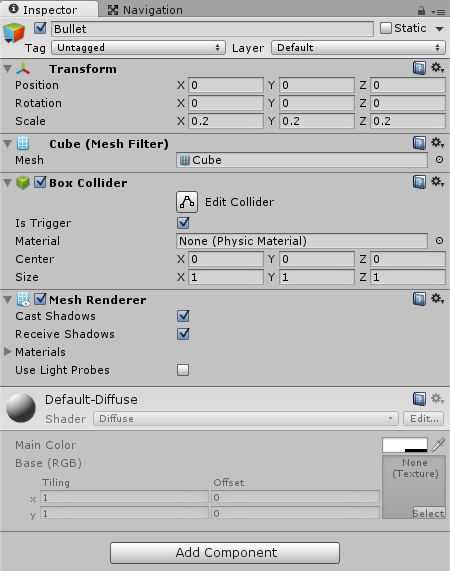 Inspector Navigation
Bullet Static
Tag Untagged Layer Default
Transform
Position X 0 Y 0 Z 0
Rotation X 0 Y 0 Z 0
Scale X 0.2 Y 0.2 Z 0.2
Cube (Mesh Filter)
Mesh Cube
Box Collider
Edit Collider
Is Trigger
Material None (Physic Material)
Center X 0 Y 0 Z 0
Size X 1 Y 1 Z 1
Mesh Renderer
Cast Shadows
Receive Shadows
Materials
Use Light Probes
Default-Diffuse
Shader Diffuse Edit...
Main Color
Base (RGB) None
(Texture)
Tiling Offset
x 1 0
y 1 0 Select
Add Component